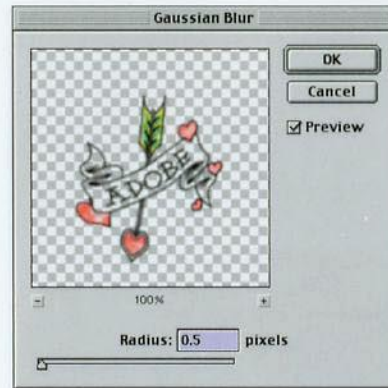 Gaussian Blur
OK
Cancel
Preview
ADOBE
100%
Radius: 0.5 pixels